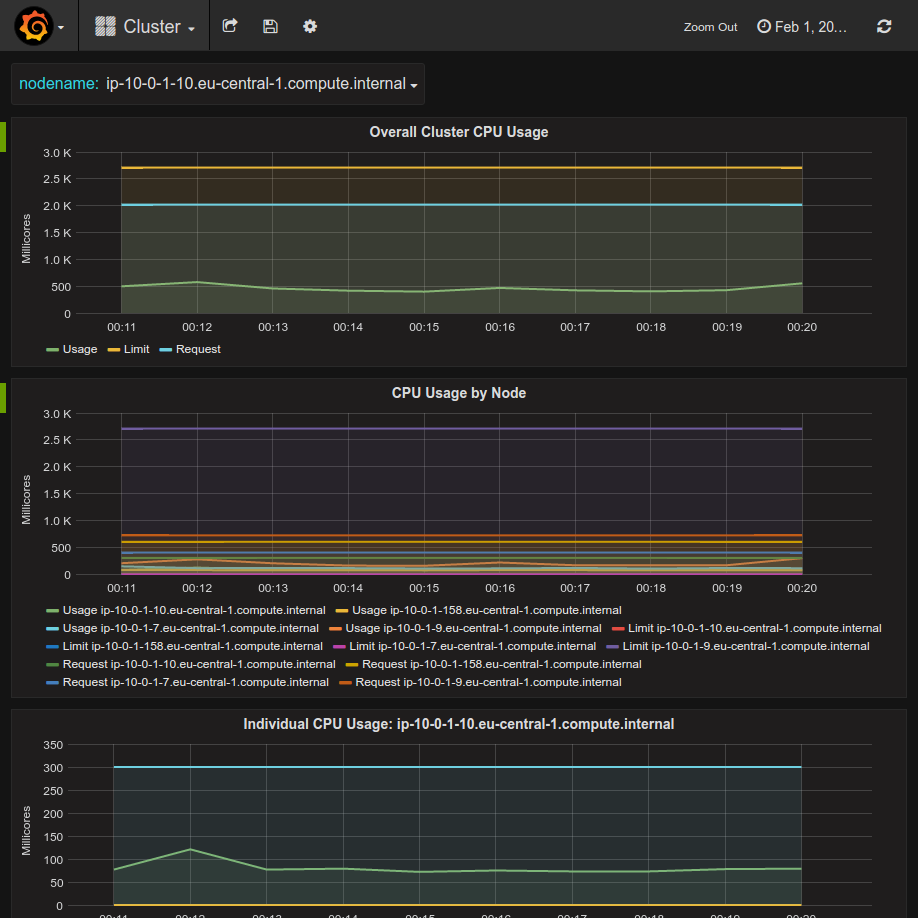 Cluster
Zoom Out
Feb 1, 20...
nodename: ip-10-0-1-10.eu-central-1.compute.internal
Overall Cluster CPU Usage
3.0 K
2.5 K
2.0 K
1.5 K
1.0 K
500
0
Millicores
00:11 00:12 00:13 00:14 00:15 00:16 00:17 00:18 00:19 00:20
Usage Limit Request
CPU Usage by Node
3.0 K
2.5 K
2.0 K
1.5 K
1.0 K
500
0
Millicores
00:11 00:12 00:13 00:14 00:15 00:16 00:17 00:18 00:19 00:20
Usage ip-10-0-1-10.eu-central-1.compute.internal Usage ip-10-0-1-158.eu-central-1.compute.internal
Usage ip-10-0-1-7.eu-central-1.compute.internal Usage ip-10-0-1-9.eu-central-1.compute.internal Limit ip-10-0-1-10.eu-central-1.compute.internal
Limit ip-10-0-1-158.eu-central-1.compute.internal Limit ip-10-0-1-7.eu-central-1.compute.internal Limit ip-10-0-1-9.eu-central-1.compute.internal
Request ip-10-0-1-10.eu-central-1.compute.internal Request ip-10-0-1-158.eu-central-1.compute.internal
Request ip-10-0-1-7.eu-central-1.compute.internal Request ip-10-0-1-9.eu-central-1.compute.internal
Individual CPU Usage: ip-10-0-1-10.eu-central-1.compute.internal
350
300
250
200
150
100
50
0
Millicores